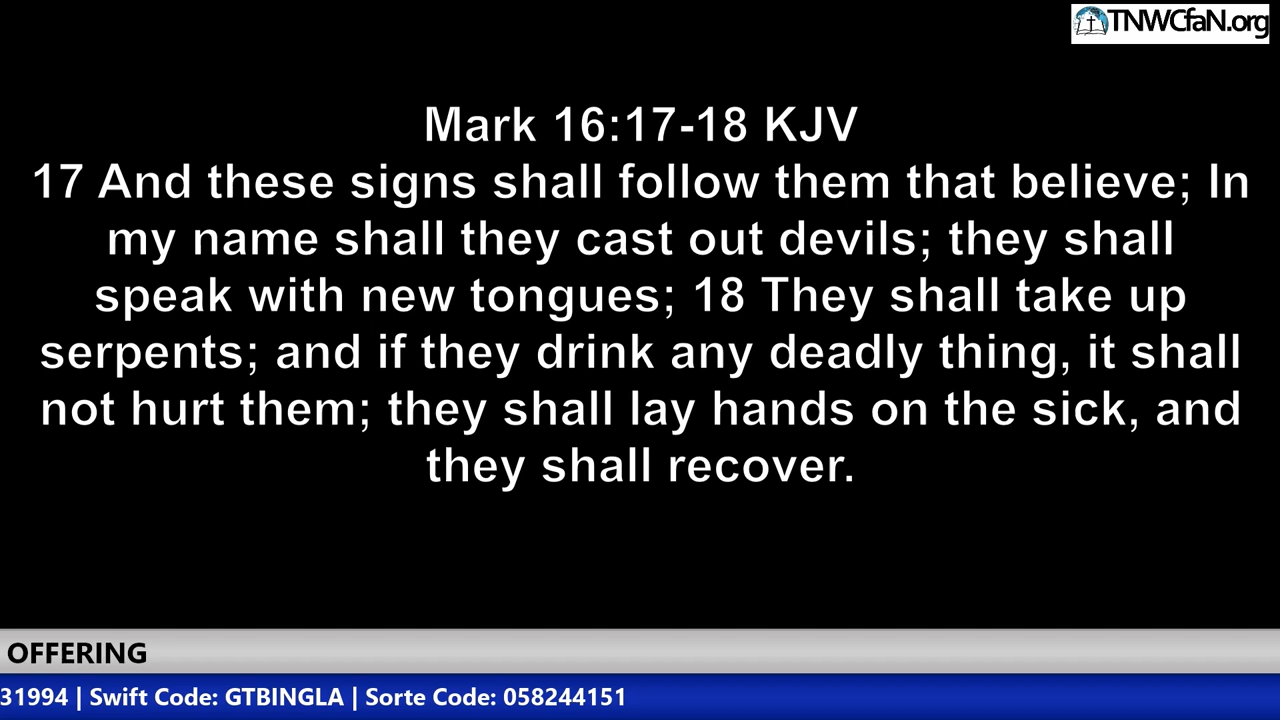 TNWCfaN.org
Mark 16:17-18 KJV
17 And these signs shall follow them that believe; In
my name shall they cast out devils; they shall
speak with new tongues; 18 They shall take up
serpents; and if they drink any deadly thing, it shall
not hurt them; they shall lay hands on the sick, and
they shall recover.
OFFERING
31994 | Swift Code: GTBINGLA | Sorte Code: 058244151